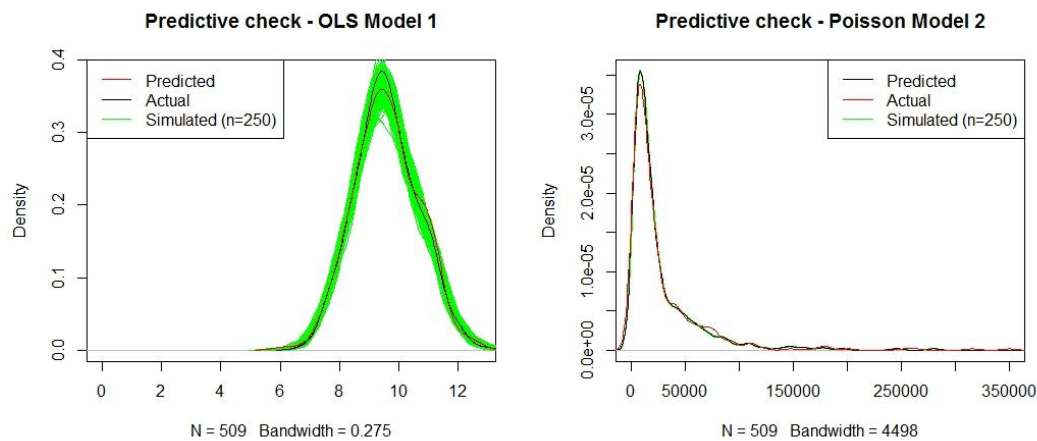 Predictive check - OLS Model 1
Predicted
Actual
Simulated (n=250)
Density
0.0
0.1
0.2
0.3
0.4
0
2
4
6
8
10
12
N = 509 Bandwidth = 0.275
Predictive check - Poisson Model 2
Predicted
Actual
Simulated (n=250)
Density
0.0e+00
1.0e-05
2.0e-05
3.0e-05
0
50000
150000
250000
350000
N = 509 Bandwidth = 4498